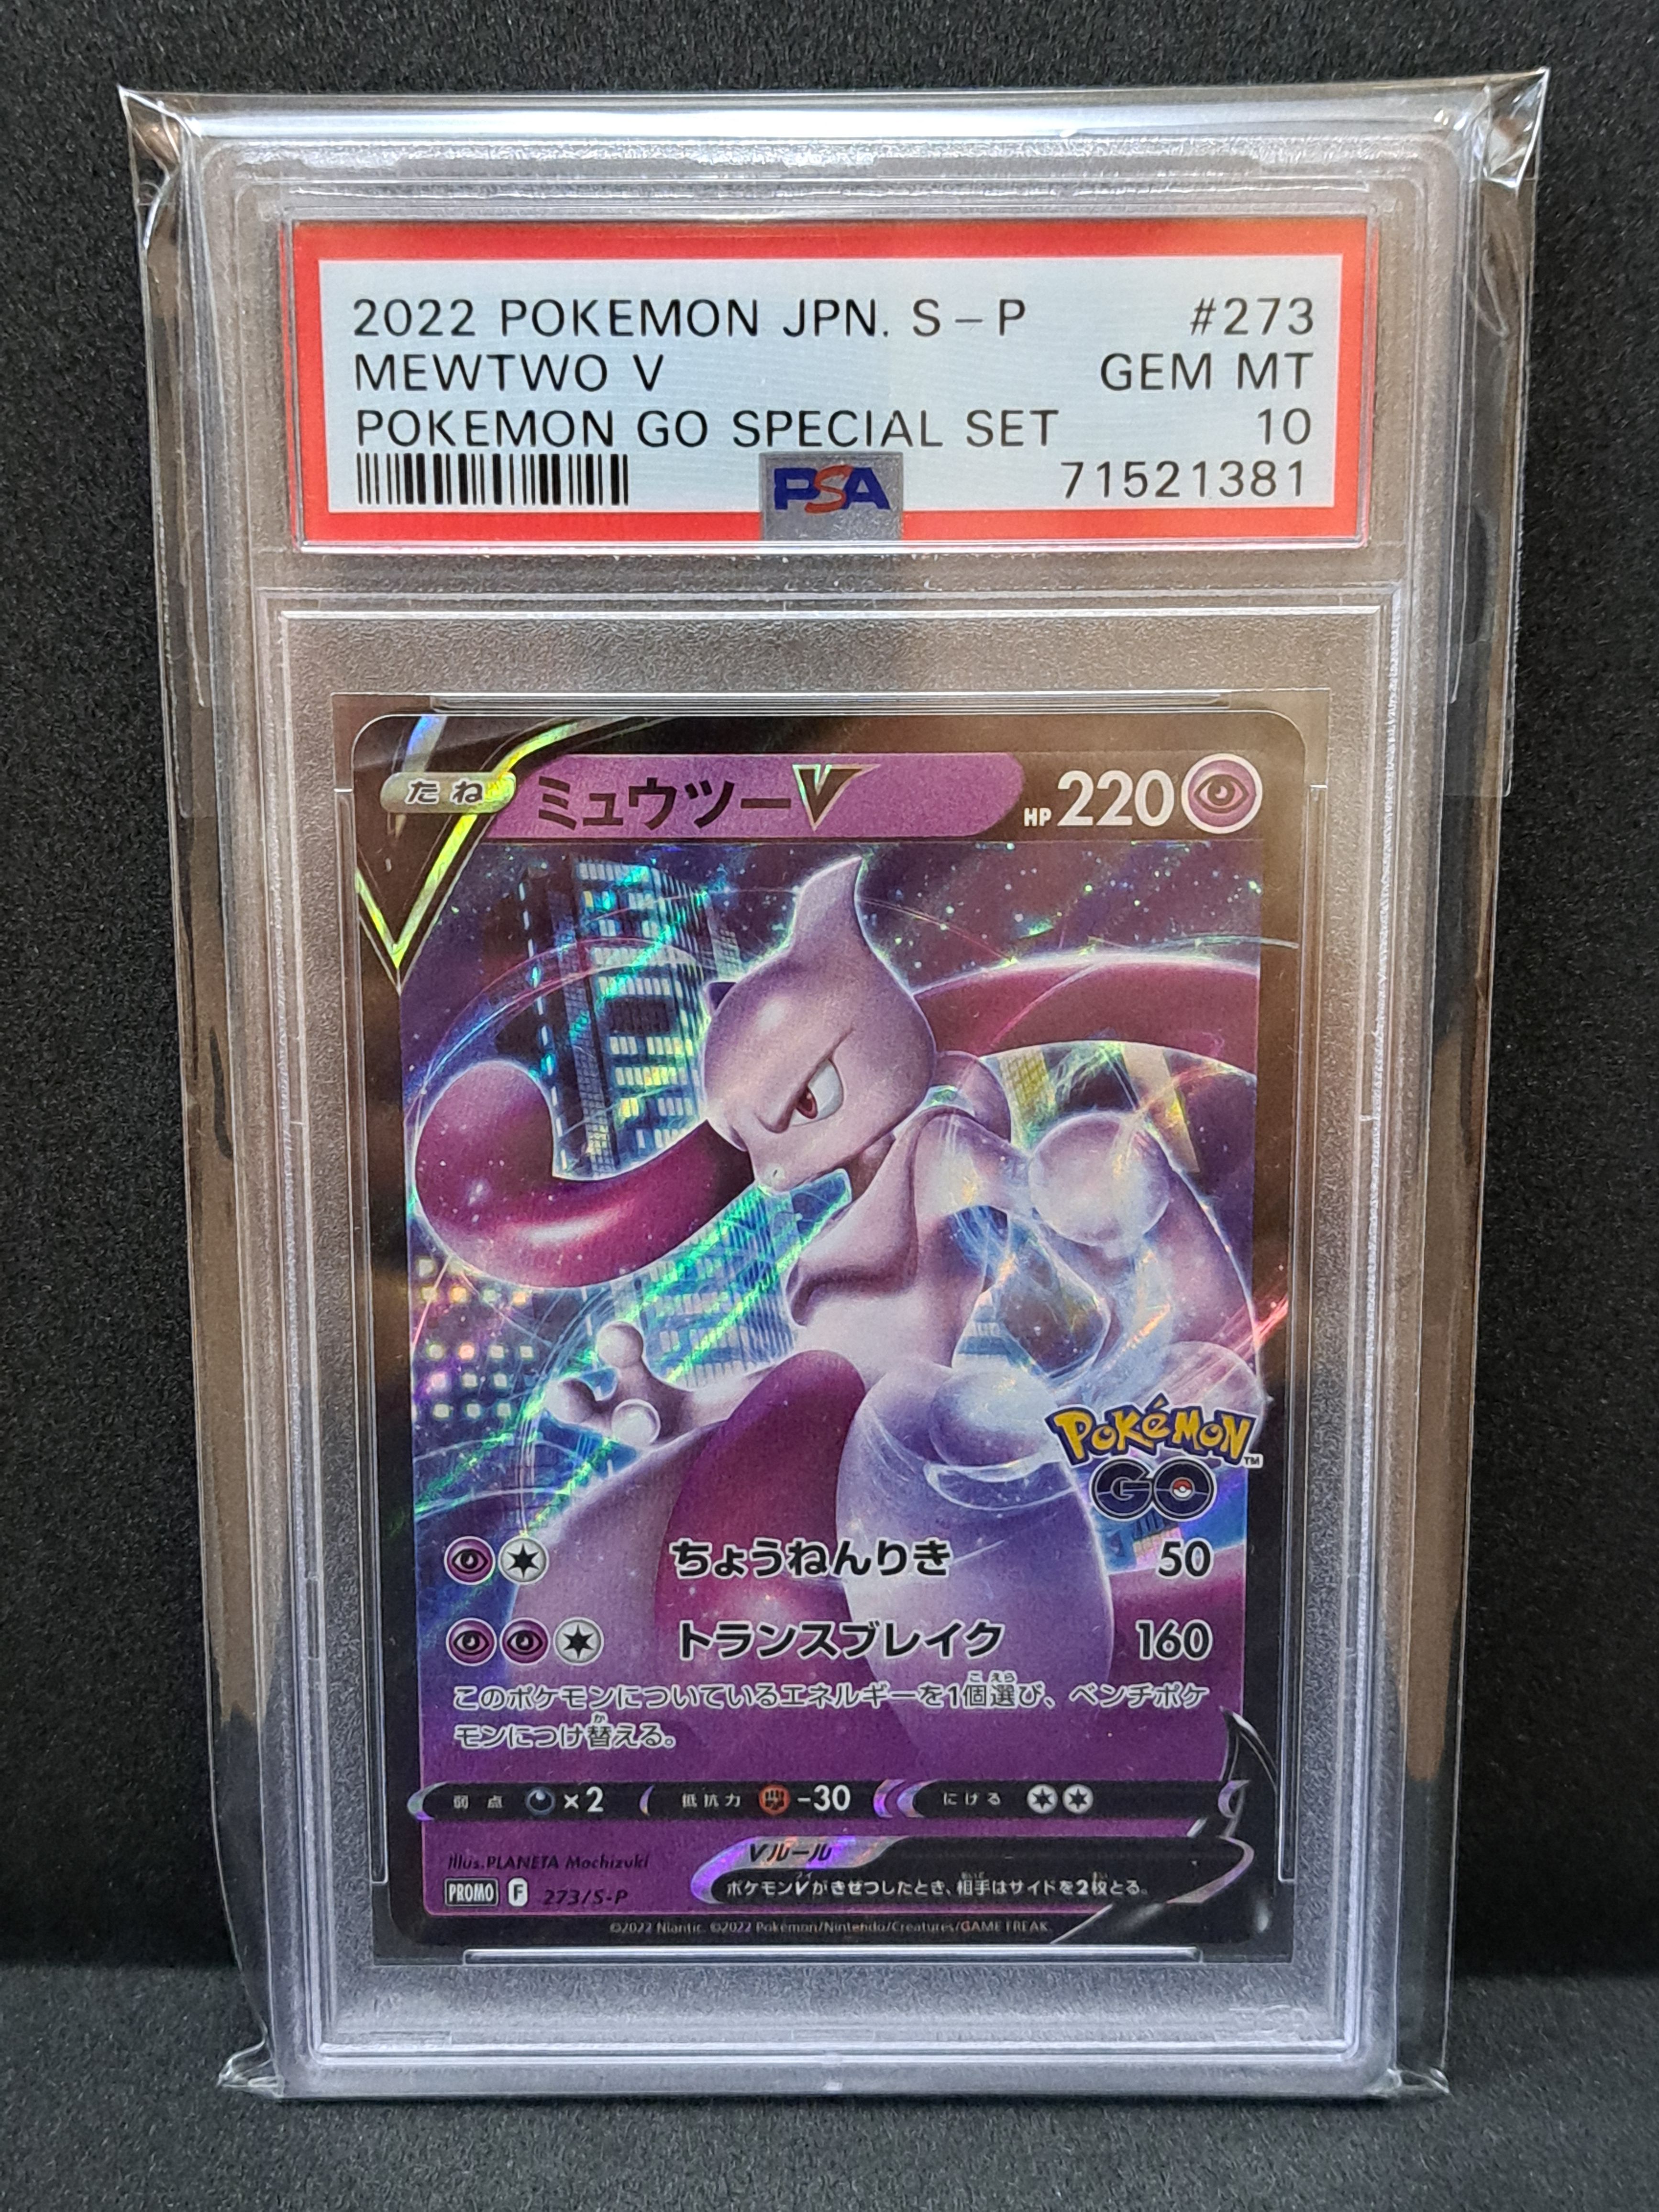 2022 POKEMON JPN. S-P #273
MEWTWO V GEM MT
POKEMON GO SPECIAL SET 10
PSA 71521381
たね ミュウツーV HP 220
POKéMON™
GO
ちょうねんりき 50
トランスブレイク 160
このポケモンについているエネルギーを1個選び、ベンチポケ
モンにつけ替える。
弱点 ×2 抵抗力 -30 にげる
Illus.PLANETA Mochizuki
Vルール
PROMO F 273/S-P
ポケモンVがきぜつしたとき、相手はサイドを2枚とる。
©2022 Niantic. ©2022 Pokémon/Nintendo/Creatures/GAME FREAK.